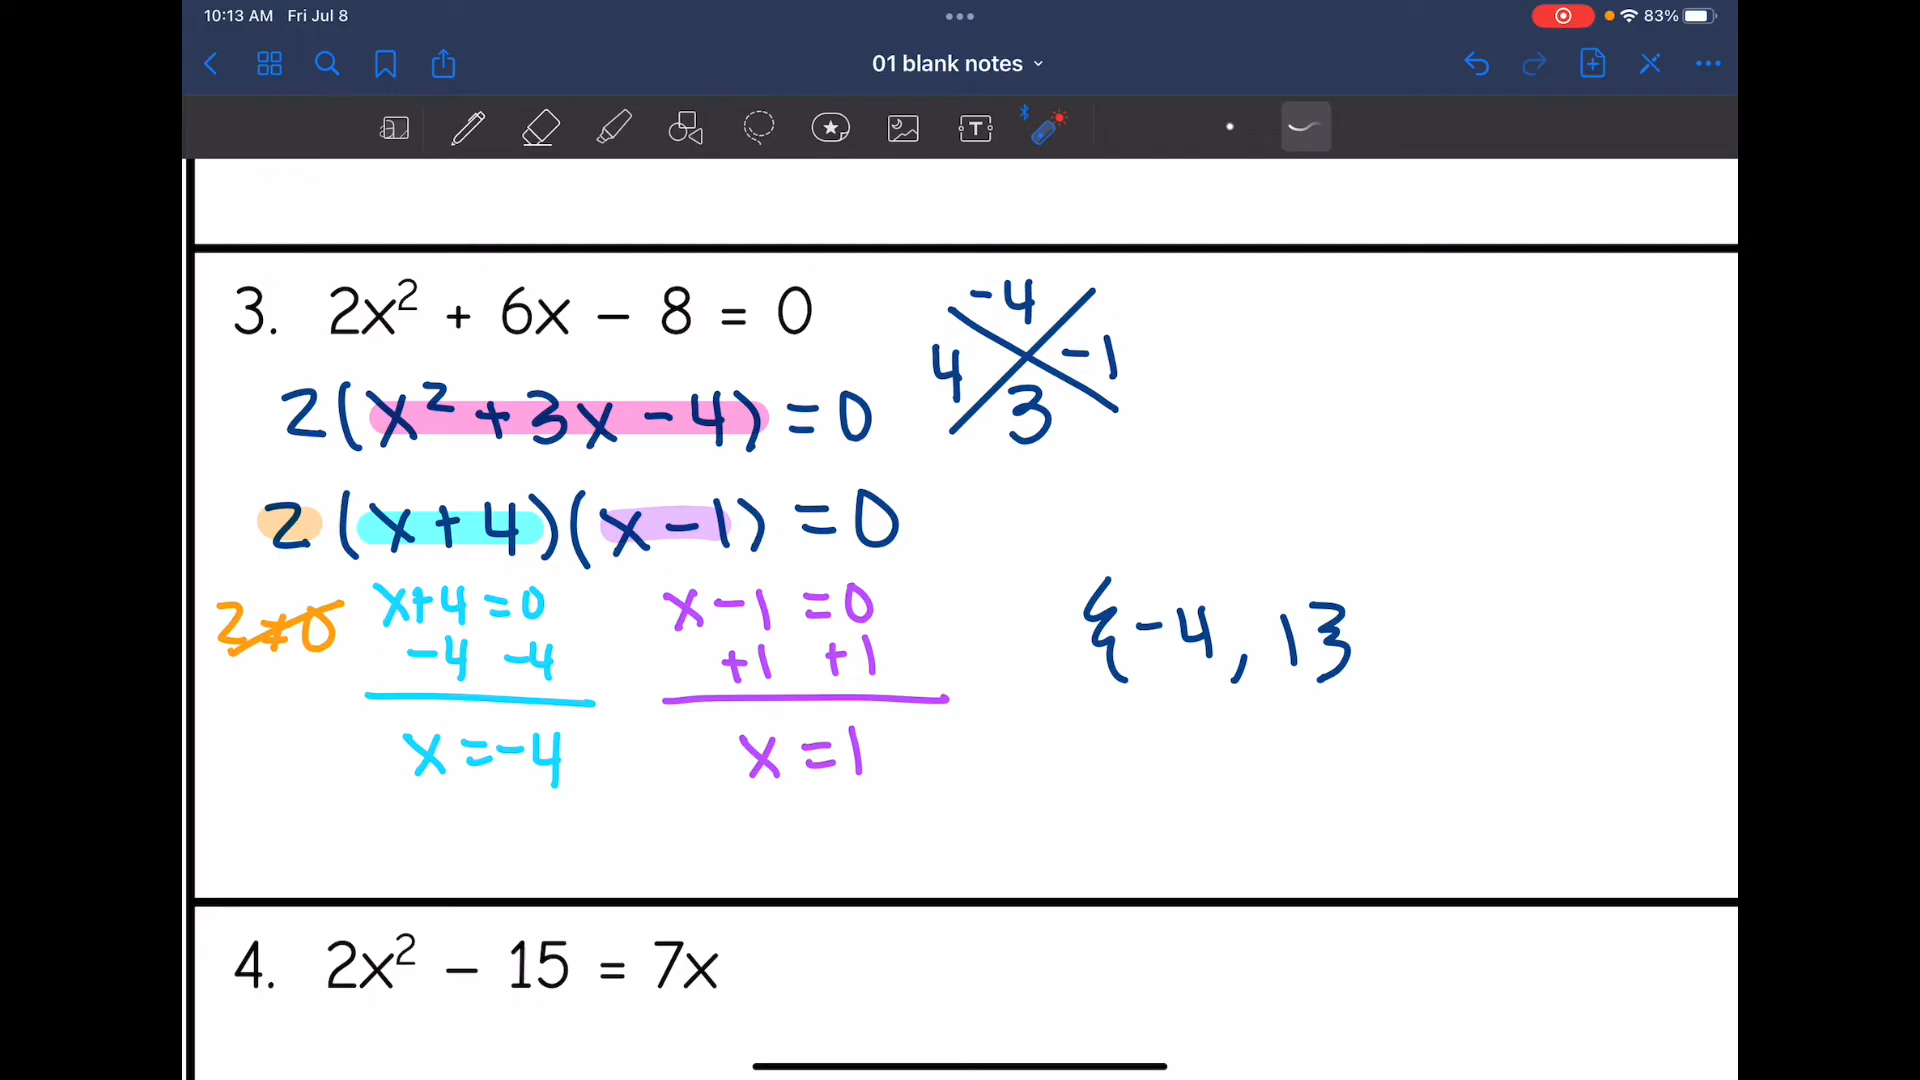 10:13 AM Fri Jul 8
83%
01 blank notes
3. 2x² + 6x − 8 = 0
-4
4 -1
3
2(x² + 3x - 4) = 0
2(x + 4)(x - 1) = 0
2 ≠ 0
x + 4 = 0
-4 -4
x = -4
x - 1 = 0
+1 +1
x = 1
{-4, 1}
4. 2x² − 15 = 7x